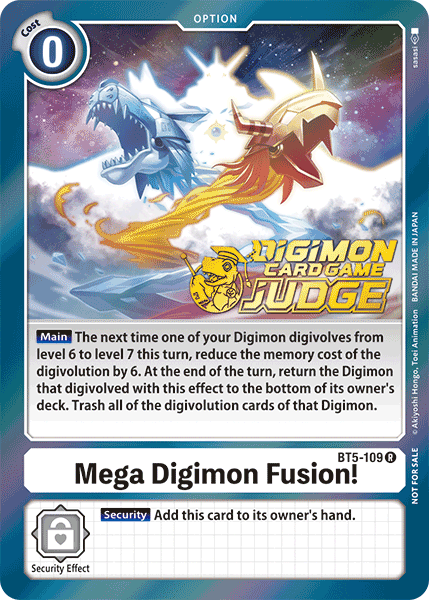 OPTION
Cost
0
sasasi
DIGIMON
CARD GAME
JUDGE
Main The next time one of your Digimon digivolves from
level 6 to level 7 this turn, reduce the memory cost of the
digivolution by 6. At the end of the turn, return the Digimon
that digivolved with this effect to the bottom of its owner's
deck. Trash all of the digivolution cards of that Digimon.
©Akiyoshi Hongo, Toei Animation BANDAI MADE IN JAPAN
NOT FOR SALE
BT5-109 R
Mega Digimon Fusion!
Security Add this card to its owner's hand.
Security Effect